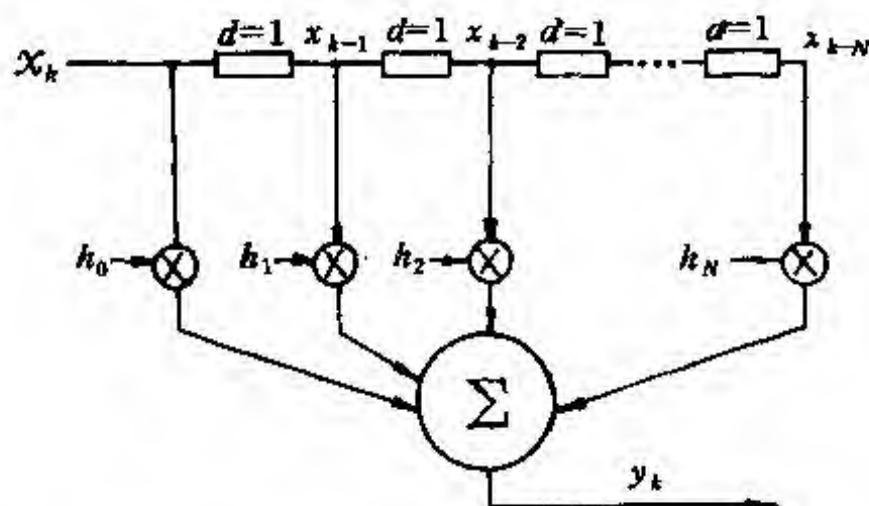 d=1 x_{k-1} d=1 x_{k-2} d=1 d=1 x_{k-N}
x_k
h_0 h_1 h_2 h_N
Σ
y_k